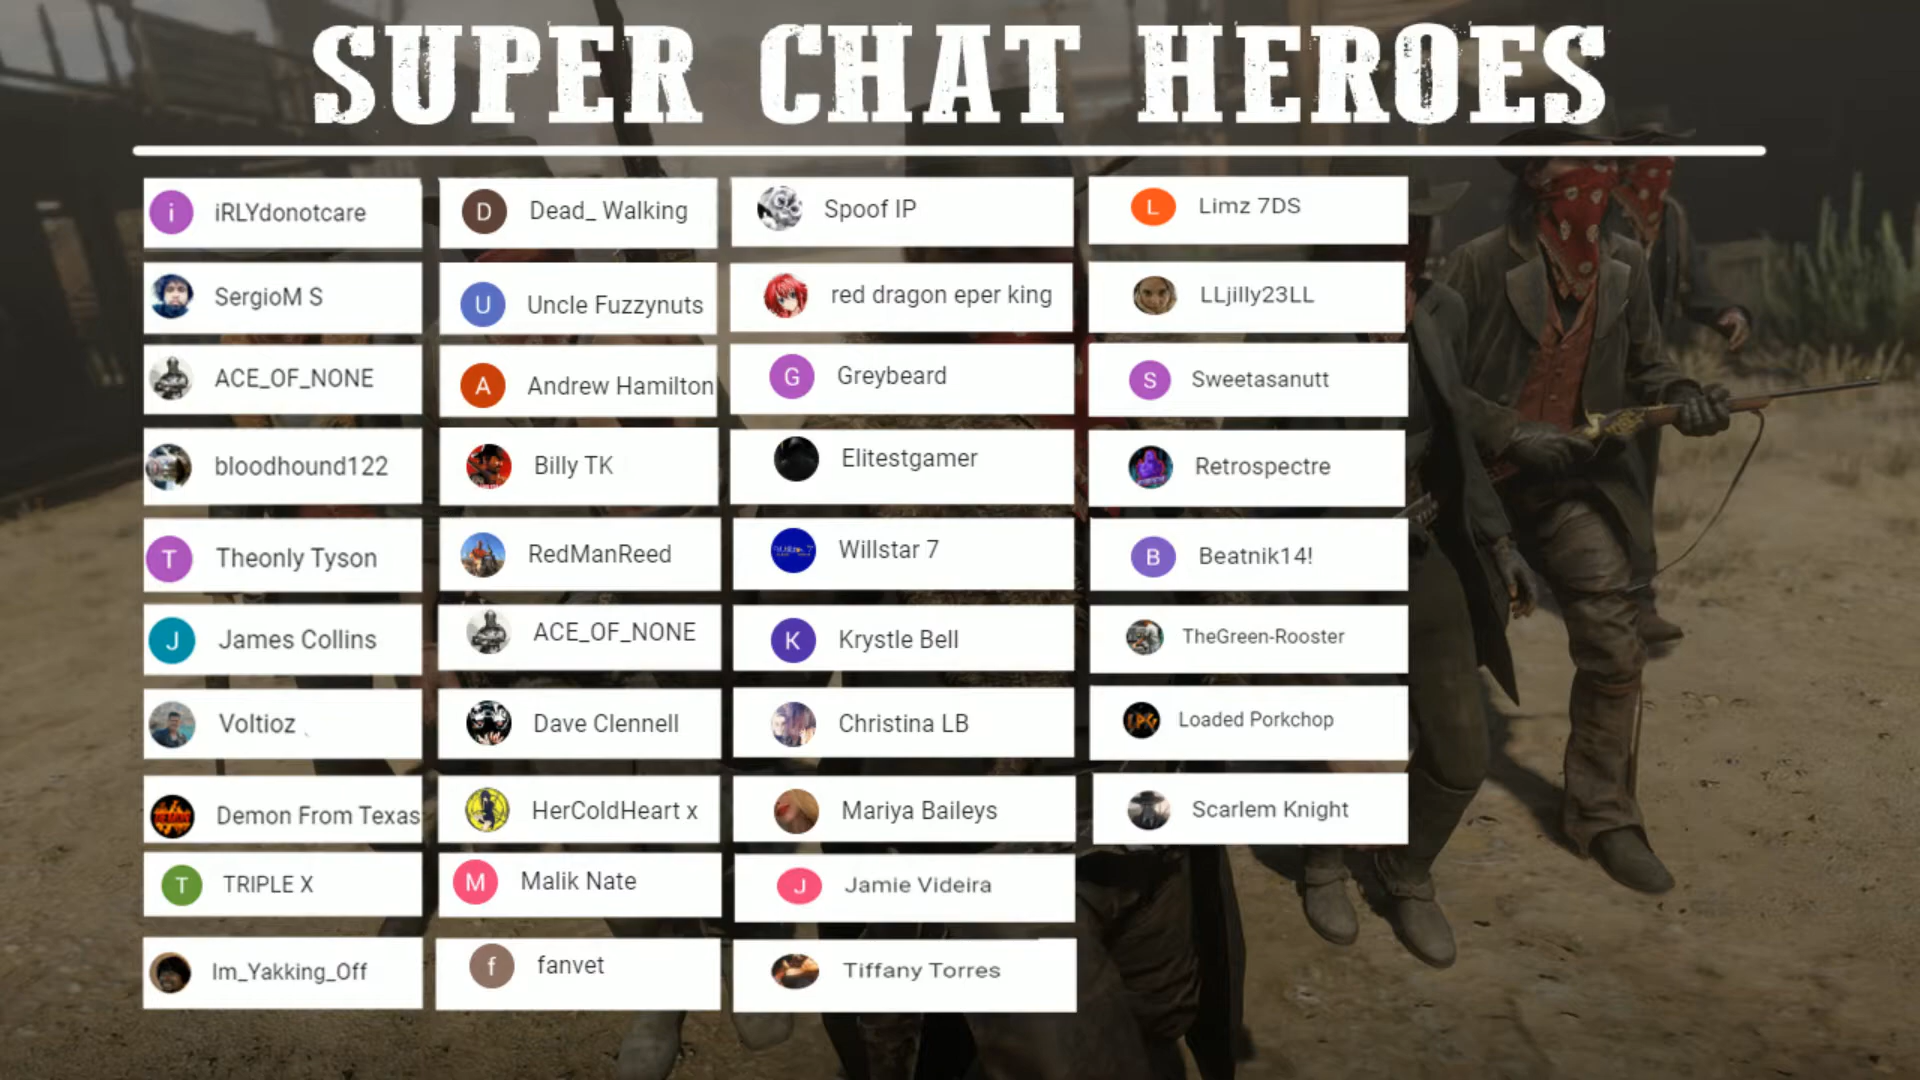 SUPER CHAT HEROES
i iRLYdonotcare
SergioM S
ACE_OF_NONE
bloodhound122
T Theonly Tyson
J James Collins
Voltioz
Demon From Texas
T TRIPLE X
Im_Yakking_Off
D Dead_ Walking
U Uncle Fuzzynuts
A Andrew Hamilton
Billy TK
RedManReed
ACE_OF_NONE
Dave Clennell
HerColdHeart x
M Malik Nate
f fanvet
Spoof IP
red dragon eper king
G Greybeard
Elitestgamer
Willstar 7
K Krystle Bell
Christina LB
Mariya Baileys
J Jamie Videira
Tiffany Torres
L Limz 7DS
LLjilly23LL
S Sweetasanutt
Retrospectre
B Beatnik14!
TheGreen-Rooster
LPG Loaded Porkchop
Scarlem Knight